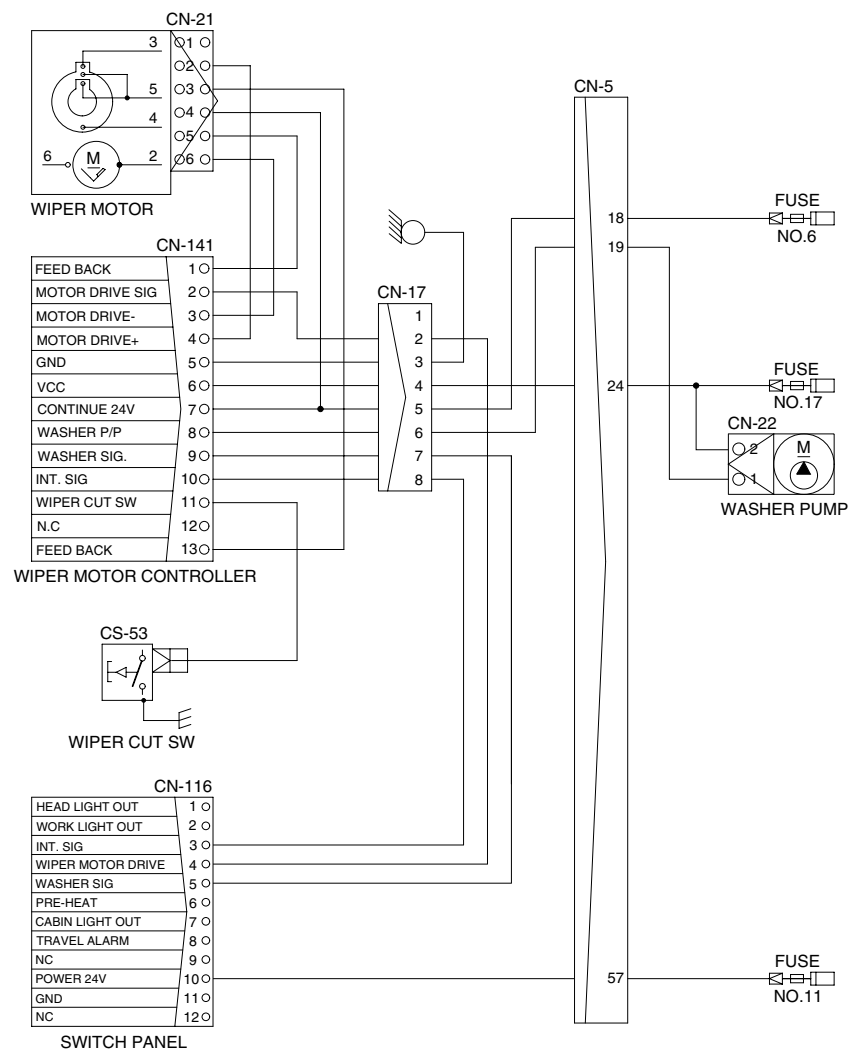 CN-21
3
5
4
6
M
2
1
2
3
4
5
6
WIPER MOTOR
CN-141
FEED BACK 1
MOTOR DRIVE SIG 2
MOTOR DRIVE- 3
MOTOR DRIVE+ 4
GND 5
VCC 6
CONTINUE 24V 7
WASHER P/P 8
WASHER SIG. 9
INT. SIG 10
WIPER CUT SW 11
N.C 12
FEED BACK 13
WIPER MOTOR CONTROLLER
CN-17
1
2
3
4
5
6
7
8
CN-5
18
19
24
57
FUSE
NO.6
FUSE
NO.17
CN-22
2
1
M
WASHER PUMP
CS-53
WIPER CUT SW
CN-116
HEAD LIGHT OUT 1
WORK LIGHT OUT 2
INT. SIG 3
WIPER MOTOR DRIVE 4
WASHER SIG 5
PRE-HEAT 6
CABIN LIGHT OUT 7
TRAVEL ALARM 8
NC 9
POWER 24V 10
GND 11
NC 12
SWITCH PANEL
FUSE
NO.11